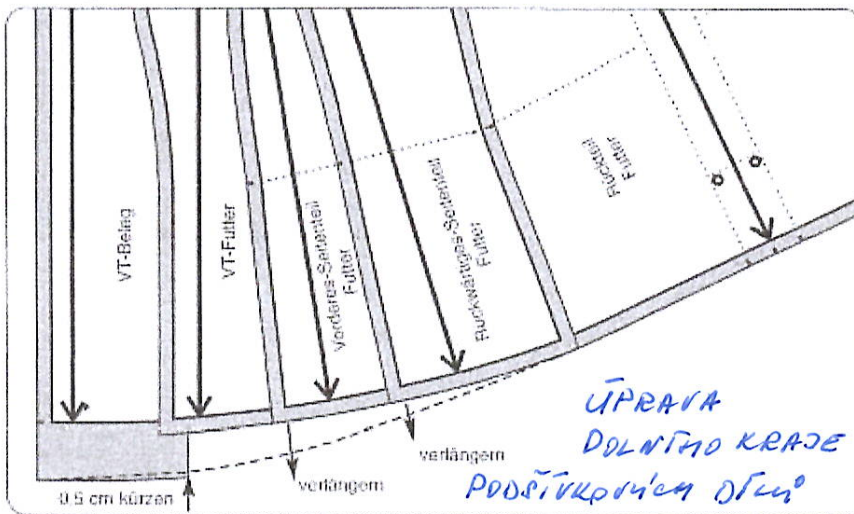 VT-Beleg
VT-Futter
Vorderes-Seitenteil
Futter
Rückwärtiges-Seitenteil
Futter
Rückteil
Futter
verlängern
verlängern
0,5 cm kürzen
ÚPRAVA
DOLNÍHO KRAJE
PODŠÍVKOVÝCH DÍLŮ